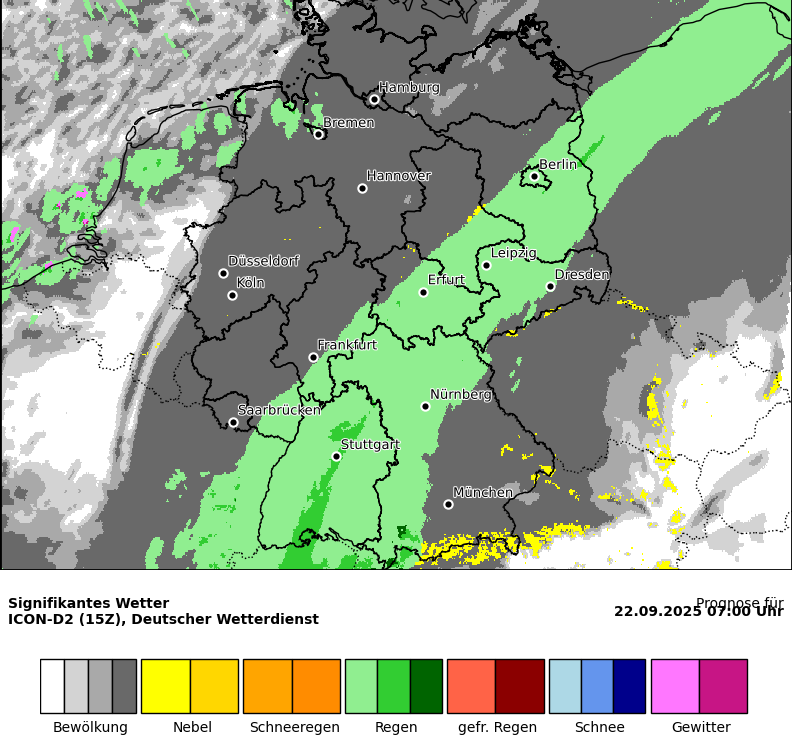 Hamburg
Bremen
Berlin
Hannover
Leipzig
Düsseldorf
Dresden
Köln
Erfurt
Frankfurt
Nürnberg
Saarbrücken
Stuttgart
München
Signifikantes Wetter
Prognose für
ICON-D2 (15Z), Deutscher Wetterdienst
22.09.2025 07:00 Uhr
Bewölkung Nebel Schneeregen Regen gefr. Regen Schnee Gewitter